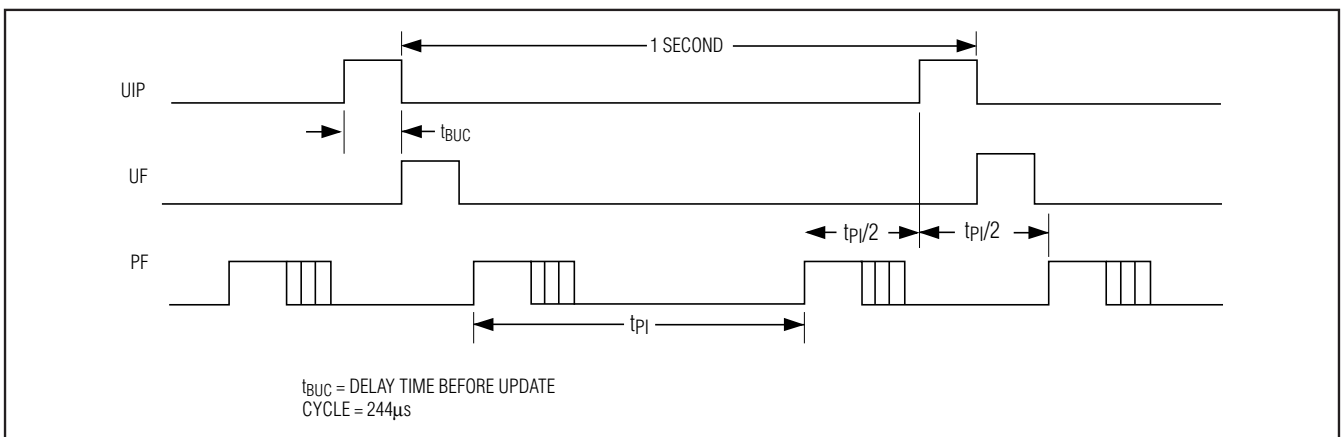 1 SECOND
UIP
tBUC
UF
tPI/2 tPI/2
PF
tPI
tBUC = DELAY TIME BEFORE UPDATE
CYCLE = 244μs